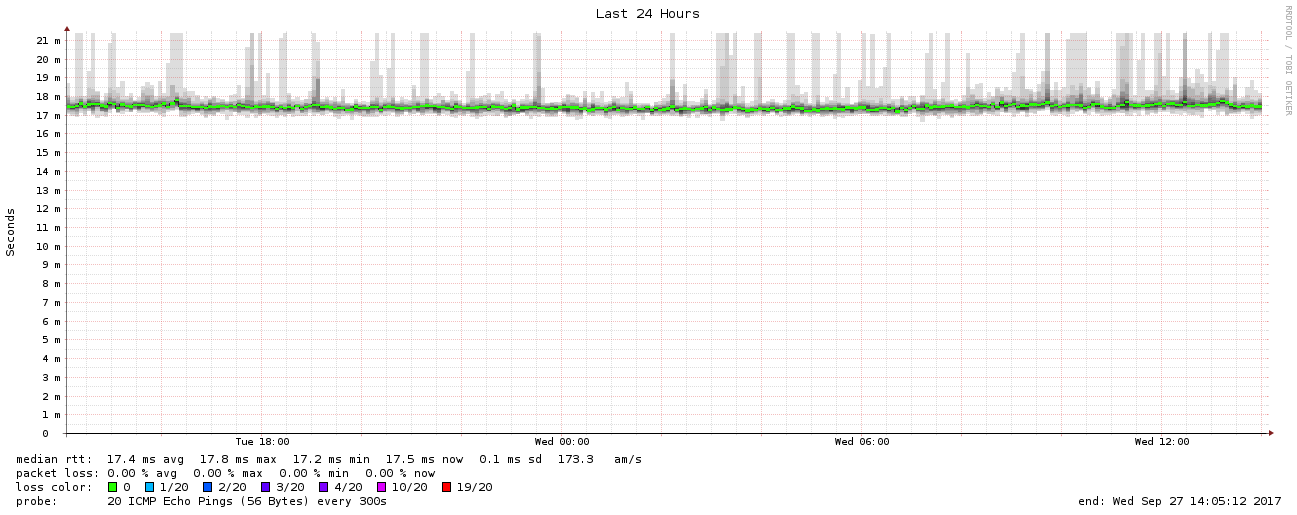 Last 24 Hours
RRDTOOL / TOBI OETIKER
Seconds
21 m
20 m
19 m
18 m
17 m
16 m
15 m
14 m
13 m
12 m
11 m
10 m
9 m
8 m
7 m
6 m
5 m
4 m
3 m
2 m
1 m
0
Tue 18:00 Wed 00:00 Wed 06:00 Wed 12:00
median rtt: 17.4 ms avg 17.8 ms max 17.2 ms min 17.5 ms now 0.1 ms sd 173.3 am/s
packet loss: 0.00 % avg 0.00 % max 0.00 % min 0.00 % now
loss color: 0 1/20 2/20 3/20 4/20 10/20 19/20
probe: 20 ICMP Echo Pings (56 Bytes) every 300s end: Wed Sep 27 14:05:12 2017